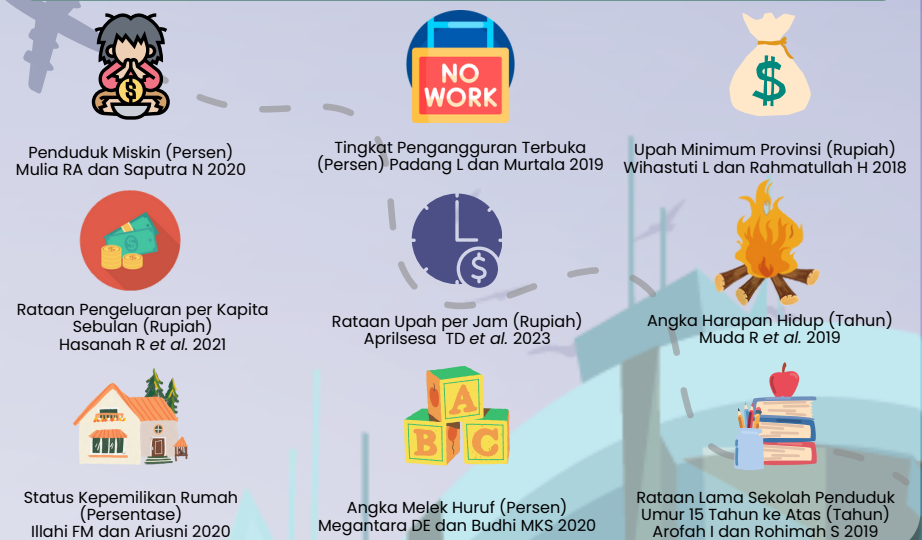 NO
WORK
Penduduk Miskin (Persen)
Mulia RA dan Saputra N 2020
Tingkat Pengangguran Terbuka
(Persen) Padang L dan Murtala 2019
Upah Minimum Provinsi (Rupiah)
Wihastuti L dan Rahmatullah H 2018
Rataan Pengeluaran per Kapita
Sebulan (Rupiah)
Hasanah R et al. 2021
Rataan Upah per Jam (Rupiah)
Aprilsesa TD et al. 2023
Angka Harapan Hidup (Tahun)
Muda R et al. 2019
A
B C
Status Kepemilikan Rumah
(Persentase)
Illahi FM dan Ariusni 2020
Angka Melek Huruf (Persen)
Megantara DE dan Budhi MKS 2020
Rataan Lama Sekolah Penduduk
Umur 15 Tahun ke Atas (Tahun)
Arofah I dan Rohimah S 2019